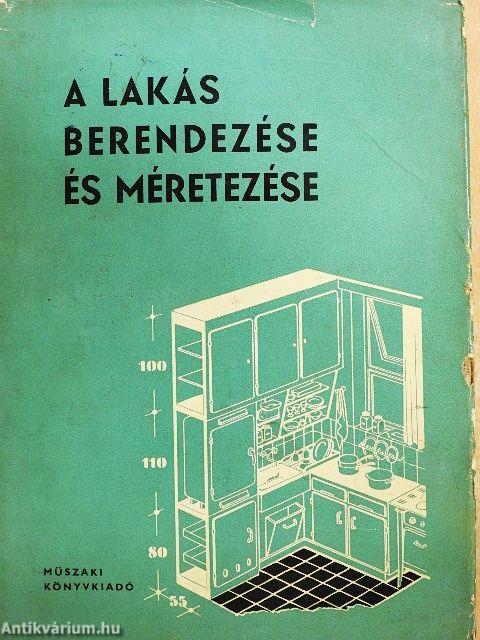 A LAKÁS
BERENDEZÉSE
ÉS MÉRETEZÉSE
100
110
80
55
MŰSZAKI
KÖNYVKIADÓ
Antikvárium.hu